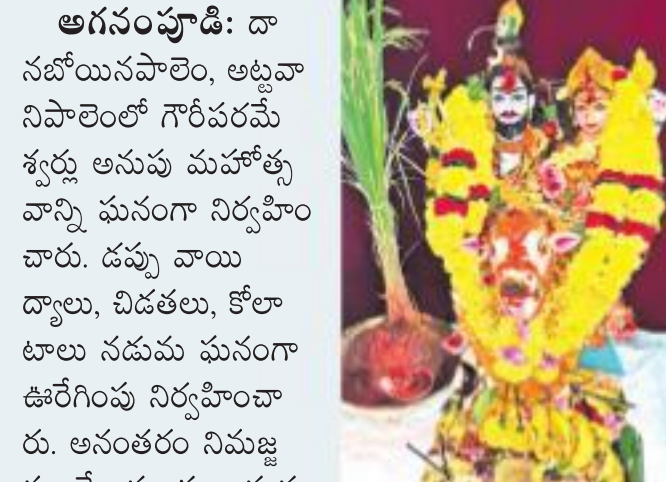 అగనంపూడి: దా
నబోయినపాలెం, అట్టవా
నిపాలెంలో గౌరీపరమే
శ్వర్లు అనుపు మహోత్స
వాన్ని ఘనంగా నిర్వహిం
చారు. డప్పు వాయి
ద్యాలు, చిడతలు, కోలా
టాలు నడుమ ఘనంగా
ఊరేగింపు నిర్వహించా
రు. అనంతరం నిమజ్జ